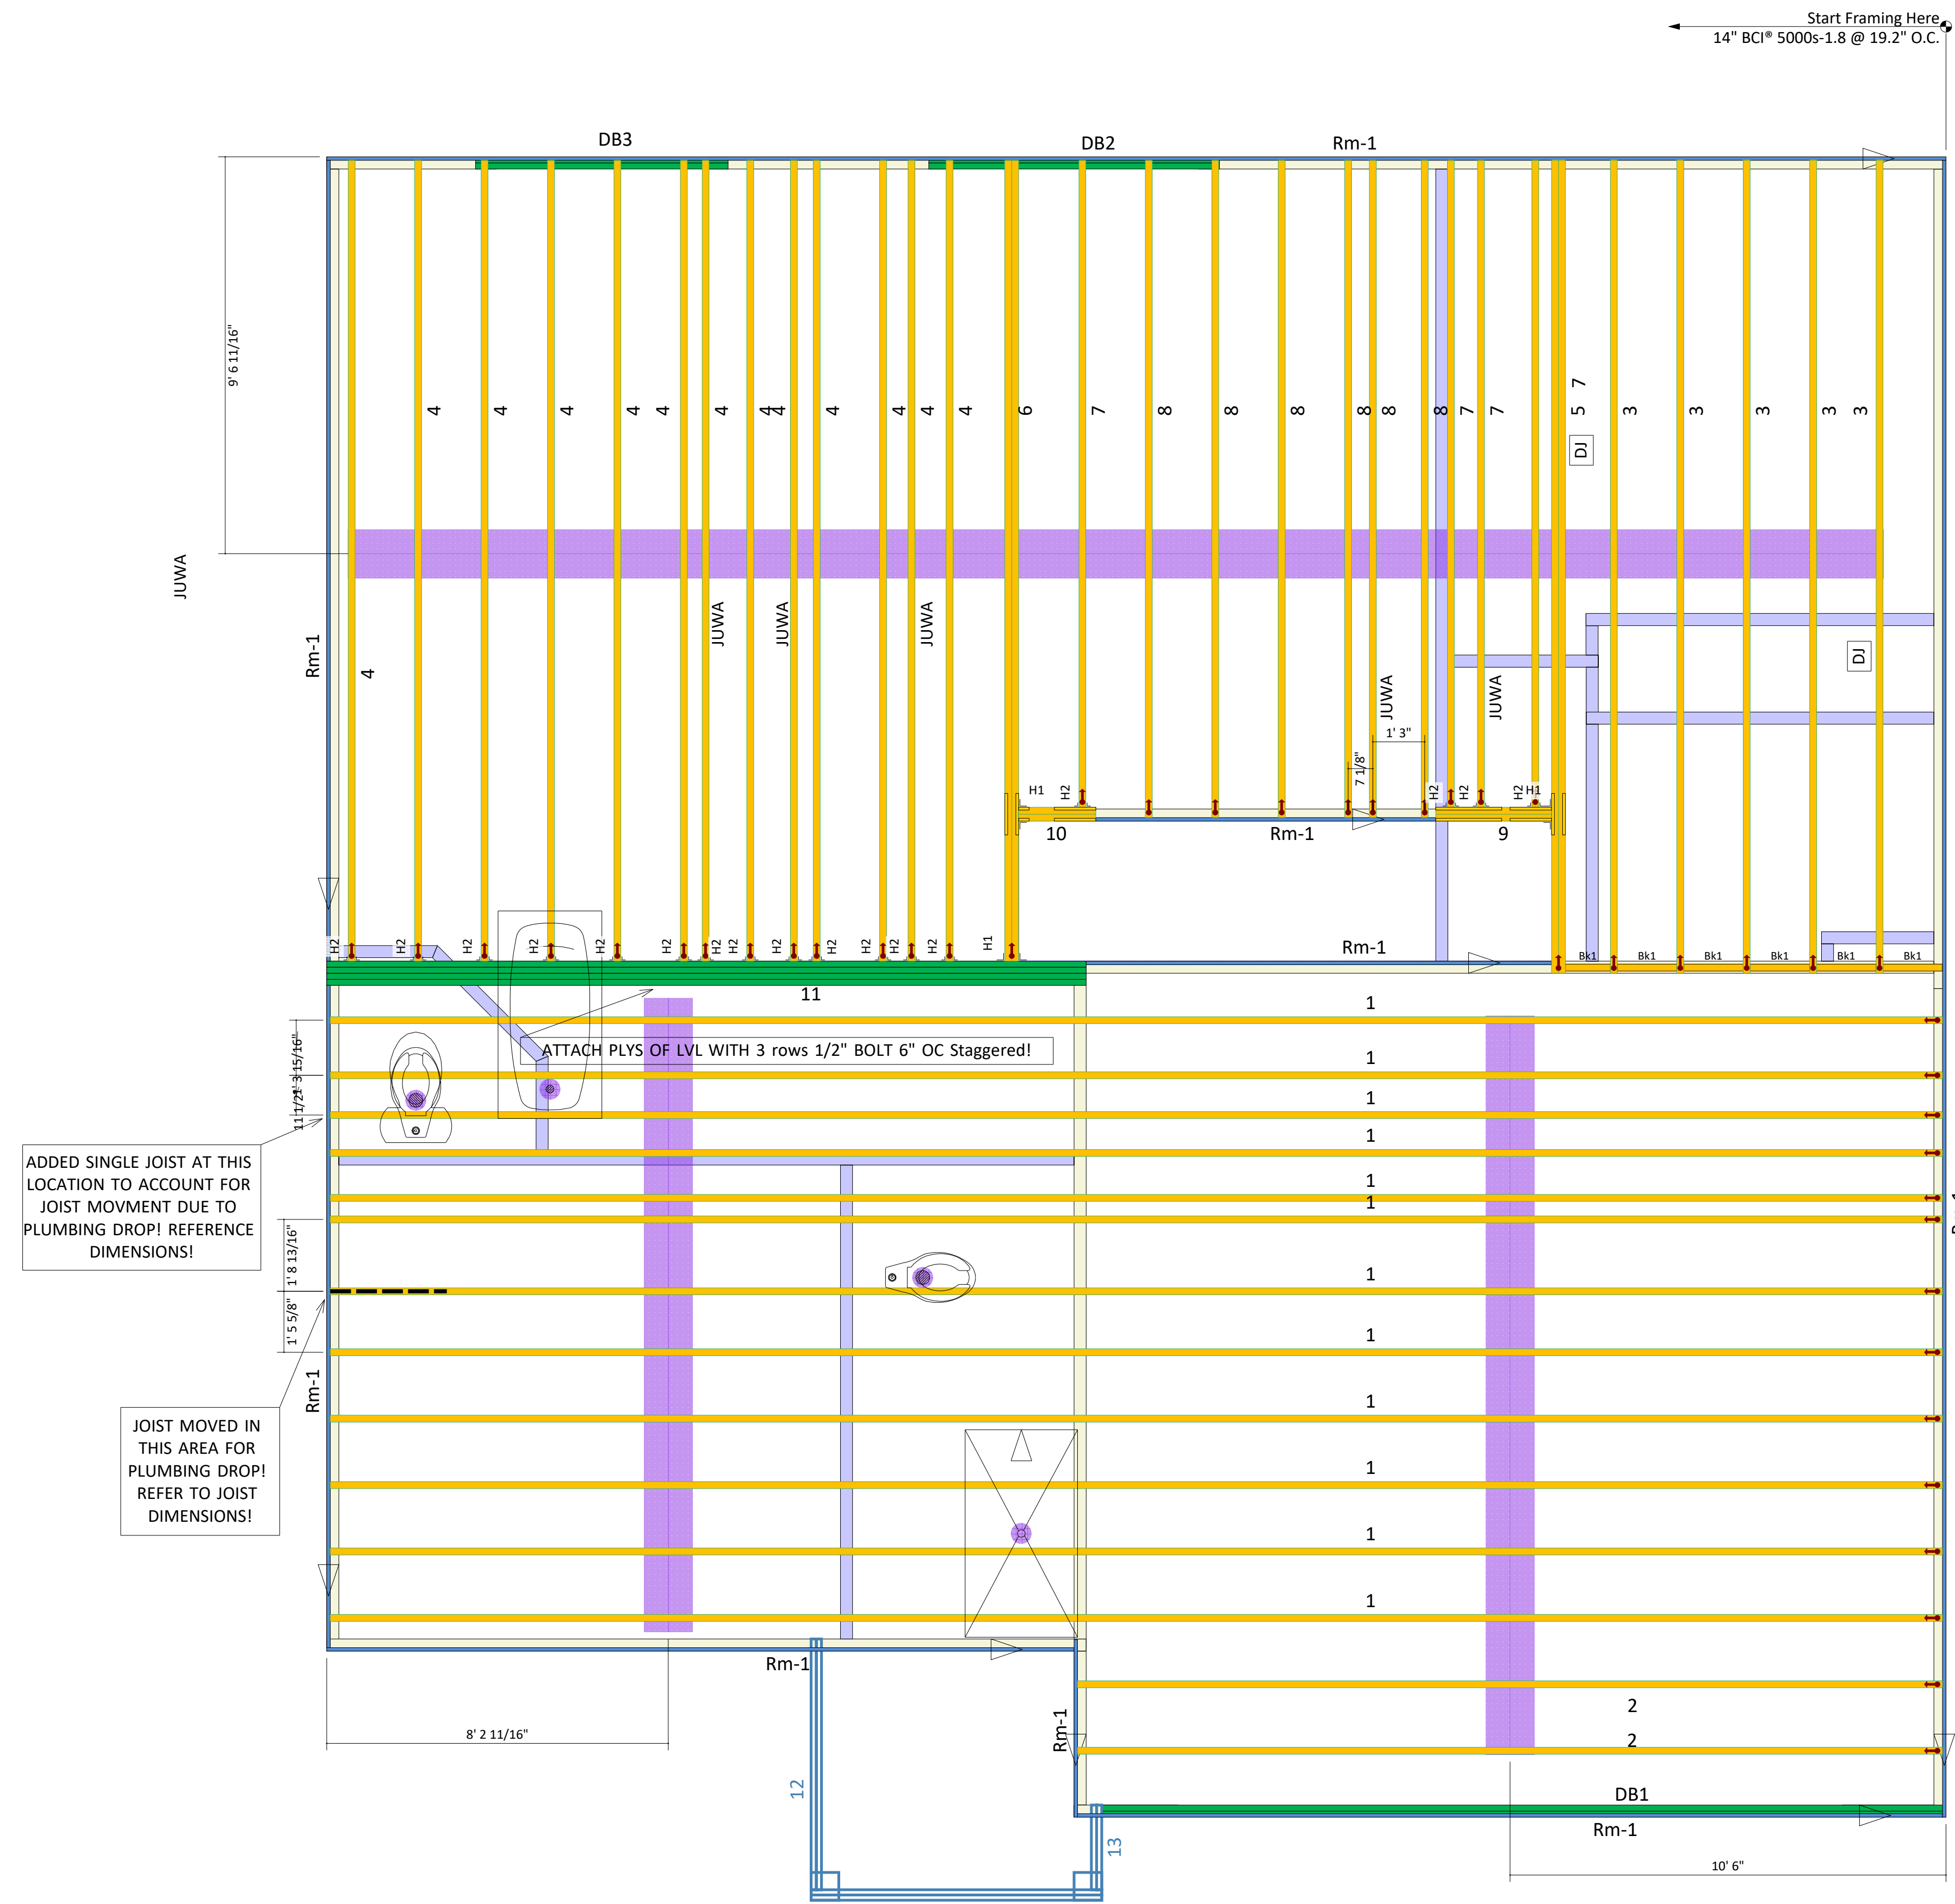 Start Framing Here
14" BCI® 5000s-1.8 @ 19.2" O.C.
DB3
DB2
Rm-1
9' 6 11/16"
4
4
4
4
4
4
4
4
4
4
4
4
6
7
8
8
8
8
8
8
7
7
5
7
3
3
3
3
3
DJ
JUWA
JUWA
JUWA
JUWA
Rm-1
4
DJ
JUWA
JUWA
1' 3"
7 1/8"
H1
H2
H2
H2
H2
H1
10
Rm-1
9
H2
H2
H2
H2
H2
H2
H2
H2
H2
H2
H2
H2
H1
Rm-1
Bk1
Bk1
Bk1
Bk1
Bk1
Bk1
11
1
ATTACH PLYS OF LVL WITH 3 rows 1/2" BOLT 6" OC Staggered!
1' 3 15/16"
11 1/2"
1
1
1
1
1
ADDED SINGLE JOIST AT THIS
LOCATION TO ACCOUNT FOR
JOIST MOVMENT DUE TO
PLUMBING DROP! REFERENCE
DIMENSIONS!
1' 8 13/16"
1' 5 5/8"
1
1
Rm-1
1
JOIST MOVED IN
THIS AREA FOR
PLUMBING DROP!
REFER TO JOIST
DIMENSIONS!
1
1
1
Rm-1
Rm-1
2
2
8' 2 11/16"
12
DB1
13
Rm-1
10' 6"